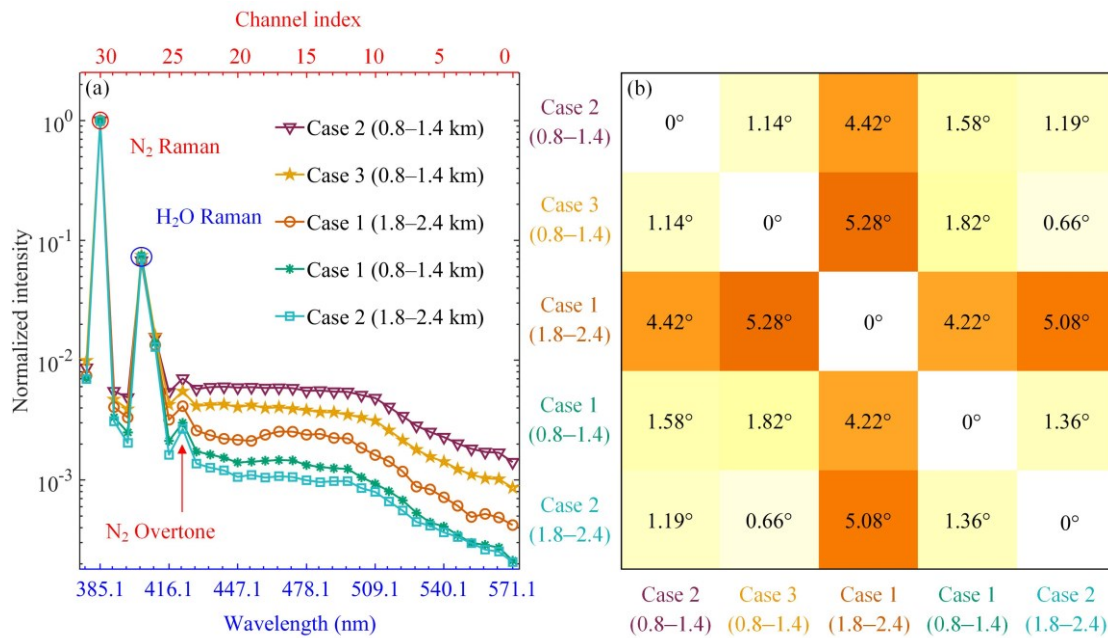 Channel index
30 25 20 15 10 5 0
(a)
10⁰
10⁻¹
10⁻²
10⁻³
Normalized intensity
N₂ Raman
H₂O Raman
N₂ Overtone
Case 2 (0.8–1.4 km)
Case 3 (0.8–1.4 km)
Case 1 (1.8–2.4 km)
Case 1 (0.8–1.4 km)
Case 2 (1.8–2.4 km)
385.1 416.1 447.1 478.1 509.1 540.1 571.1
Wavelength (nm)
(b)
Case 2
(0.8–1.4)
0° 1.14° 4.42° 1.58° 1.19°
Case 3
(0.8–1.4)
1.14° 0° 5.28° 1.82° 0.66°
Case 1
(1.8–2.4)
4.42° 5.28° 0° 4.22° 5.08°
Case 1
(0.8–1.4)
1.58° 1.82° 4.22° 0° 1.36°
Case 2
(1.8–2.4)
1.19° 0.66° 5.08° 1.36° 0°
Case 2 Case 3 Case 1 Case 1 Case 2
(0.8–1.4) (0.8–1.4) (1.8–2.4) (0.8–1.4) (1.8–2.4)